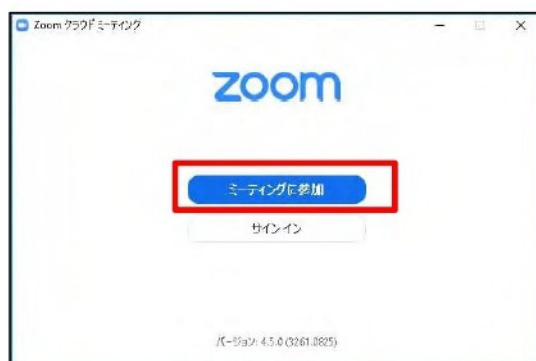 Zoom クラウド ミーティング
zoom
ミーティングに参加
サインイン
バージョン: 4.5.0 (3261.0825)